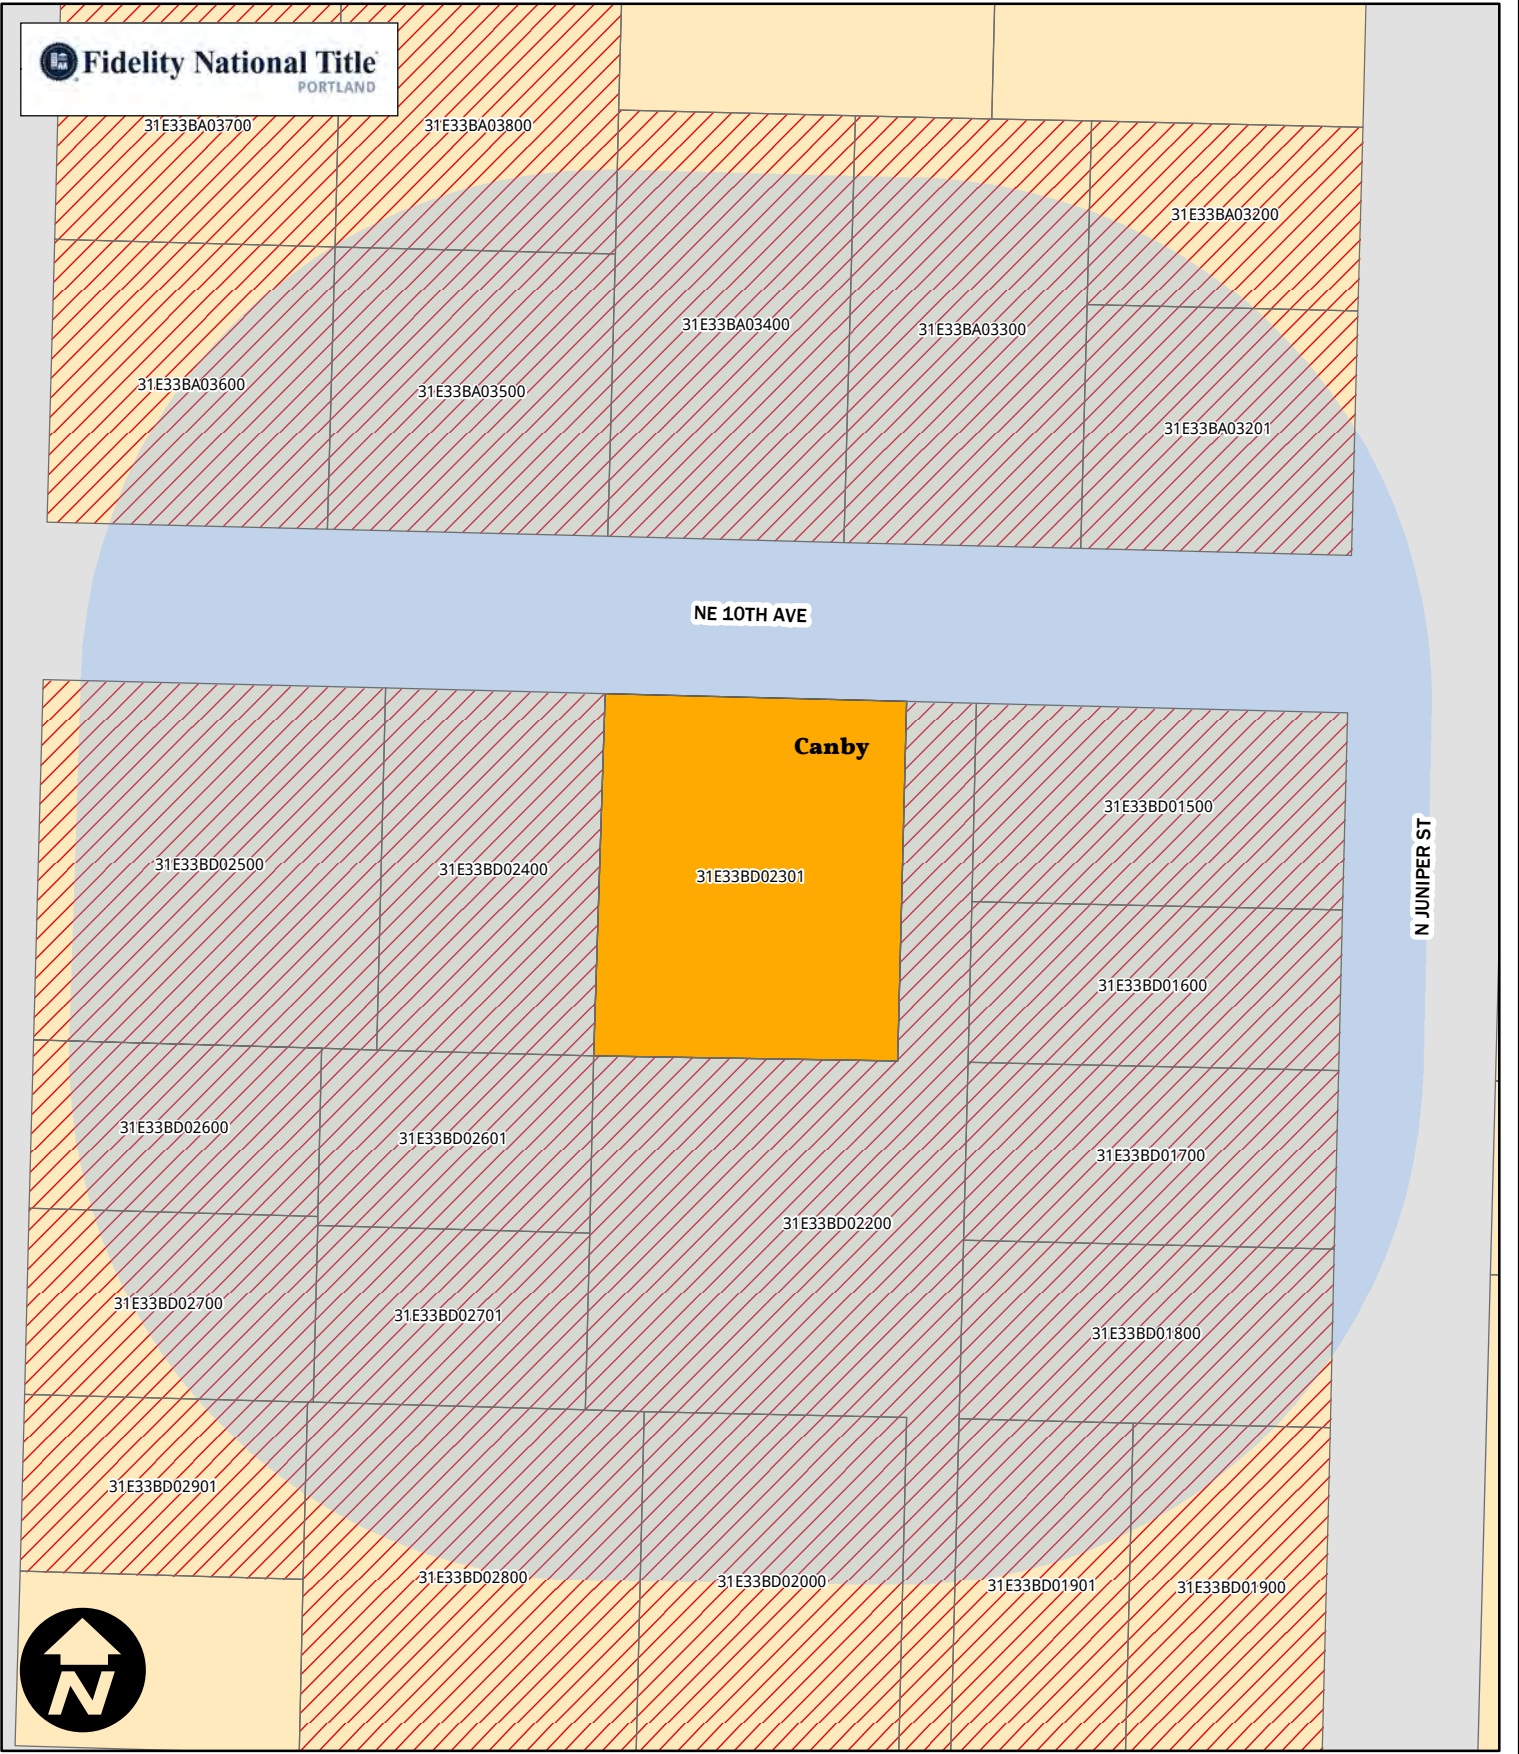 Fidelity National Title
PORTLAND
31E33BA03700
31E33BA03800
31E33BA03200
31E33BA03400
31E33BA03300
31E33BA03600
31E33BA03500
31E33BA03201
NE 10TH AVE
Canby
31E33BD01500
31E33BD02500
31E33BD02400
31E33BD02301
N JUNIPER ST
31E33BD01600
31E33BD02600
31E33BD02601
31E33BD01700
31E33BD02200
31E33BD02700
31E33BD02701
31E33BD01800
31E33BD02901
31E33BD02800
31E33BD02000
31E33BD01901
31E33BD01900
N